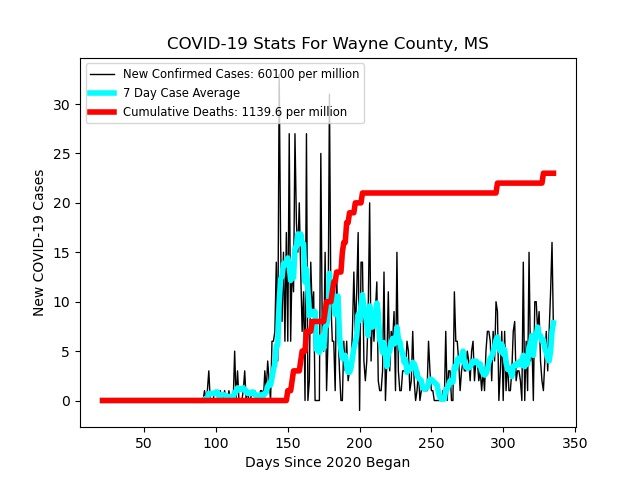 COVID-19 Stats For Wayne County, MS
New Confirmed Cases: 60100 per million
7 Day Case Average
Cumulative Deaths: 1139.6 per million
New COVID-19 Cases
30
25
20
15
10
5
0
50 100 150 200 250 300 350
Days Since 2020 Began